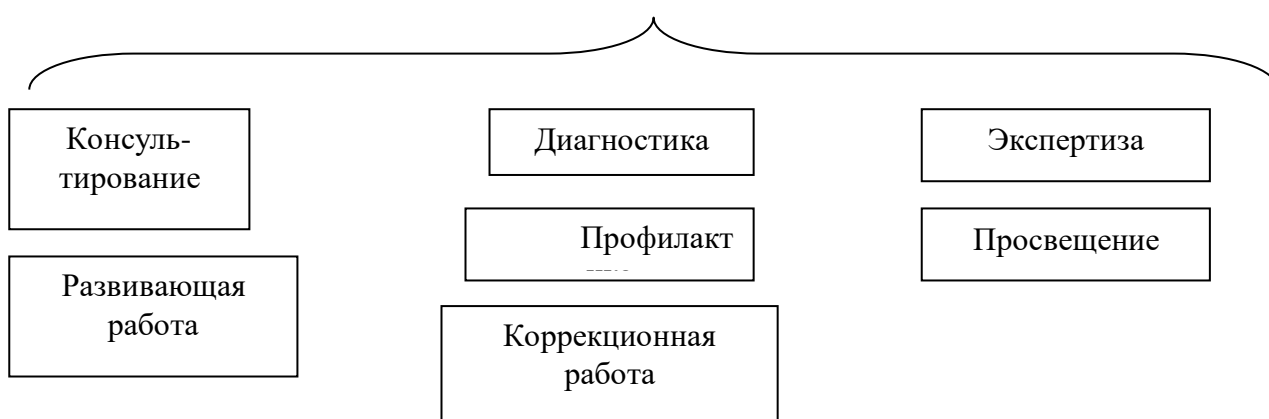 Консуль-
тирование
Диагностика
Экспертиза
Профилакт
Просвещение
Развивающая
работа
Коррекционная
работа